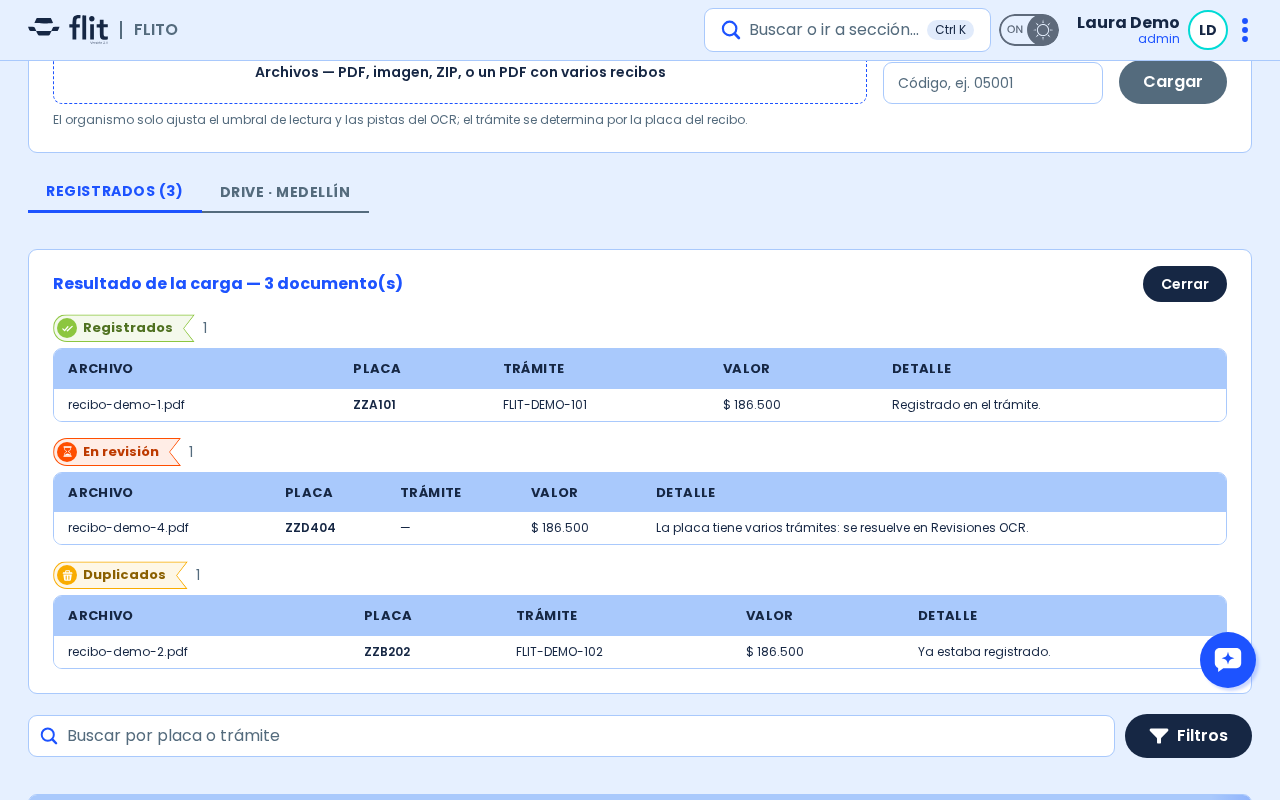 flit | FLITO
Buscar o ir a sección... Ctrl K
ON
Laura Demo
admin
LD
Archivos — PDF, imagen, ZIP, o un PDF con varios recibos
Código, ej. 05001
Cargar
El organismo solo ajusta el umbral de lectura y las pistas del OCR; el trámite se determina por la placa del recibo.
REGISTRADOS (3)
DRIVE · MEDELLÍN
Resultado de la carga — 3 documento(s)
Cerrar
Registrados 1
ARCHIVO PLACA TRÁMITE VALOR DETALLE
recibo-demo-1.pdf ZZA101 FLIT-DEMO-101 $ 186.500 Registrado en el trámite.
En revisión 1
ARCHIVO PLACA TRÁMITE VALOR DETALLE
recibo-demo-4.pdf ZZD404 — $ 186.500 La placa tiene varios trámites: se resuelve en Revisiones OCR.
Duplicados 1
ARCHIVO PLACA TRÁMITE VALOR DETALLE
recibo-demo-2.pdf ZZB202 FLIT-DEMO-102 $ 186.500 Ya estaba registrado.
Buscar por placa o trámite
Filtros